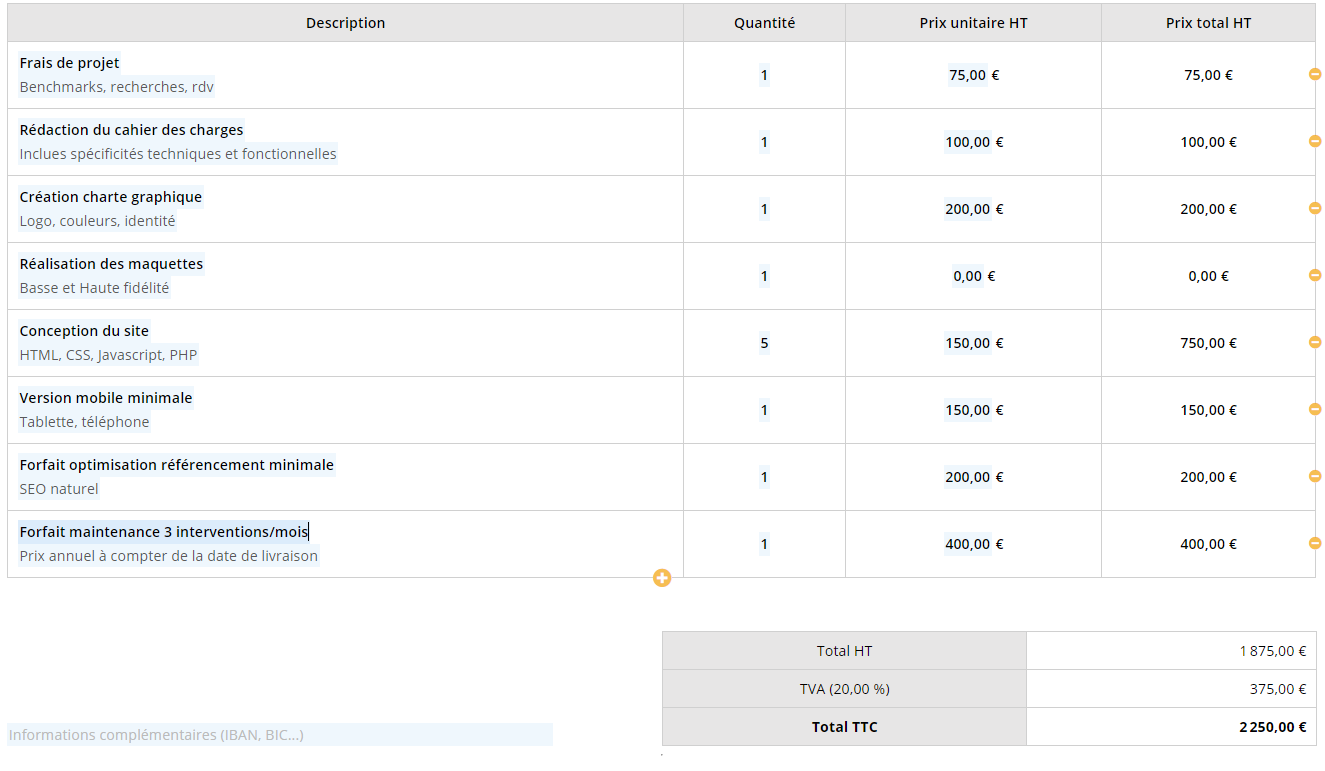 Description Quantité Prix unitaire HT Prix total HT
Frais de projet
Benchmarks, recherches, rdv
1 75,00 € 75,00 €
Rédaction du cahier des charges
Inclues spécificités techniques et fonctionnelles
1 100,00 € 100,00 €
Création charte graphique
Logo, couleurs, identité
1 200,00 € 200,00 €
Réalisation des maquettes
Basse et Haute fidélité
1 0,00 € 0,00 €
Conception du site
HTML, CSS, Javascript, PHP
5 150,00 € 750,00 €
Version mobile minimale
Tablette, téléphone
1 150,00 € 150,00 €
Forfait optimisation référencement minimale
SEO naturel
1 200,00 € 200,00 €
Forfait maintenance 3 interventions/mois
Prix annuel à compter de la date de livraison
1 400,00 € 400,00 €
Total HT 1 875,00 €
TVA (20,00 %) 375,00 €
Total TTC 2 250,00 €
Informations complémentaires (IBAN, BIC...)